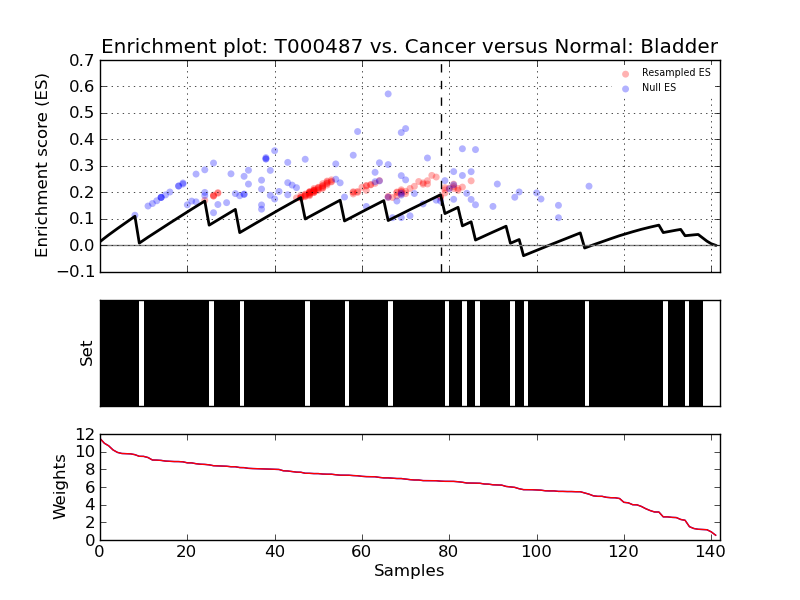 Enrichment plot: T000487 vs. Cancer versus Normal: Bladder
0.7
0.6
0.5
0.4
0.3
0.2
0.1
0.0
−0.1
Enrichment score (ES)
Resampled ES
Null ES
Set
12
10
8
6
4
2
0
Weights
0 20 40 60 80 100 120 140
Samples